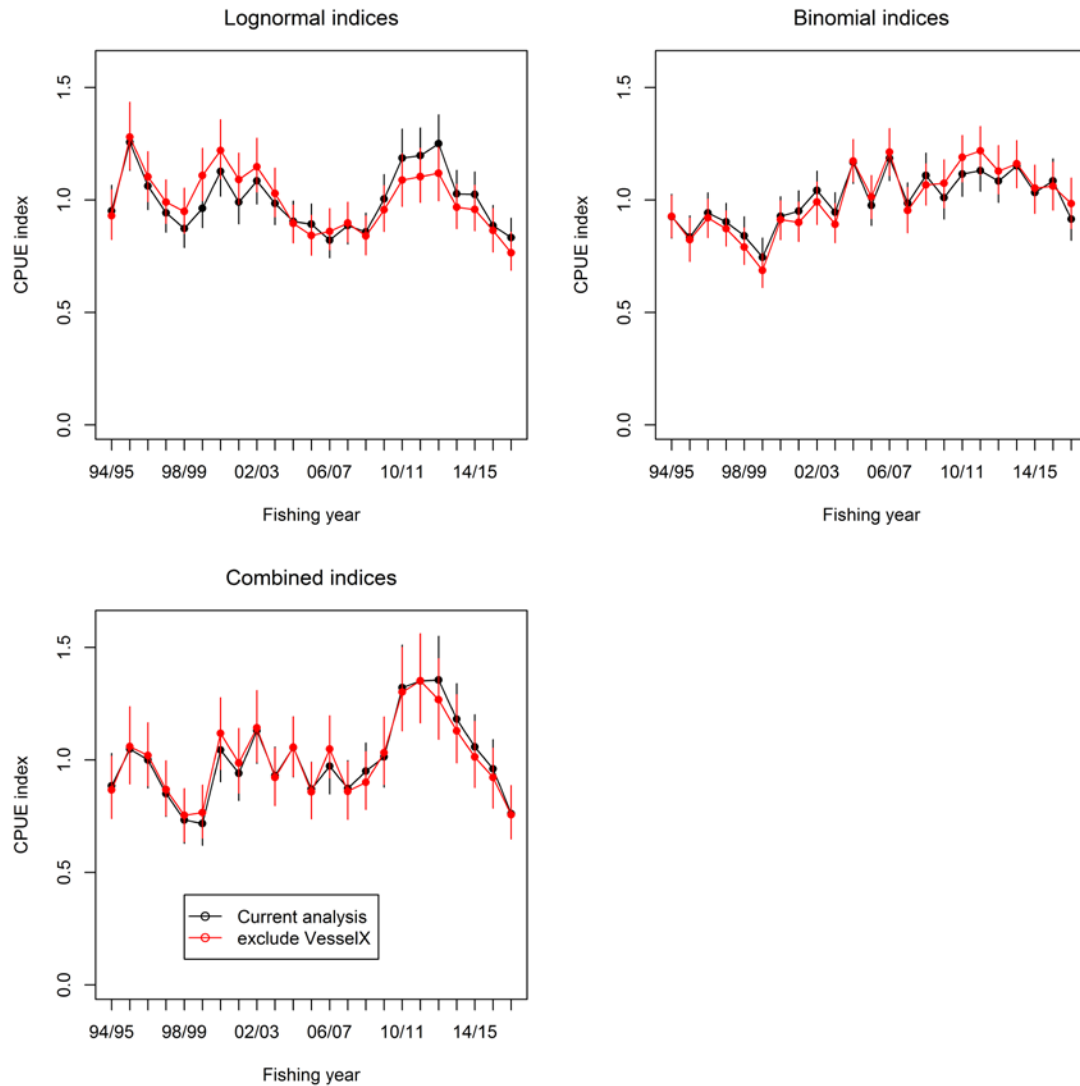 Lognormal indices
CPUE index
0.0
0.5
1.0
1.5
94/95 98/99 02/03 06/07 10/11 14/15
Fishing year
Binomial indices
CPUE index
0.0
0.5
1.0
1.5
94/95 98/99 02/03 06/07 10/11 14/15
Fishing year
Combined indices
CPUE index
0.0
0.5
1.0
1.5
Current analysis
exclude VesselX
94/95 98/99 02/03 06/07 10/11 14/15
Fishing year